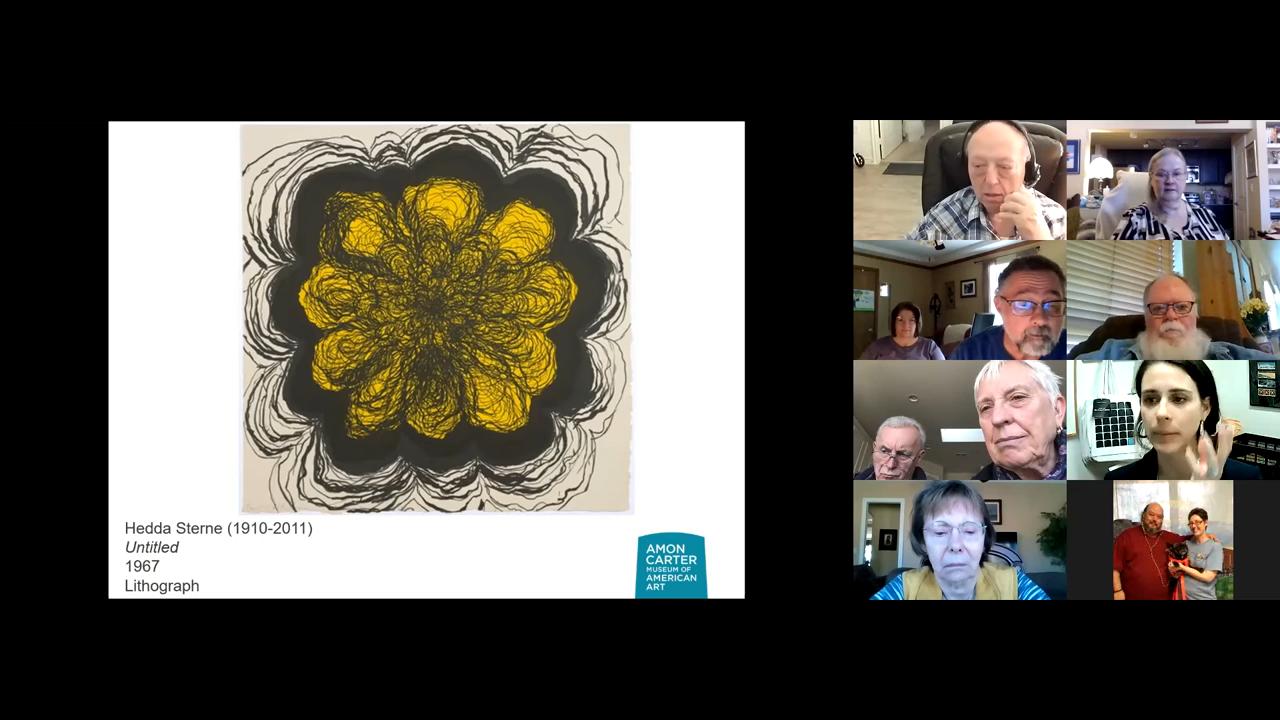 Hedda Sterne (1910-2011)
Untitled
1967
Lithograph
AMON
CARTER
MUSEUM OF
AMERICAN
ART